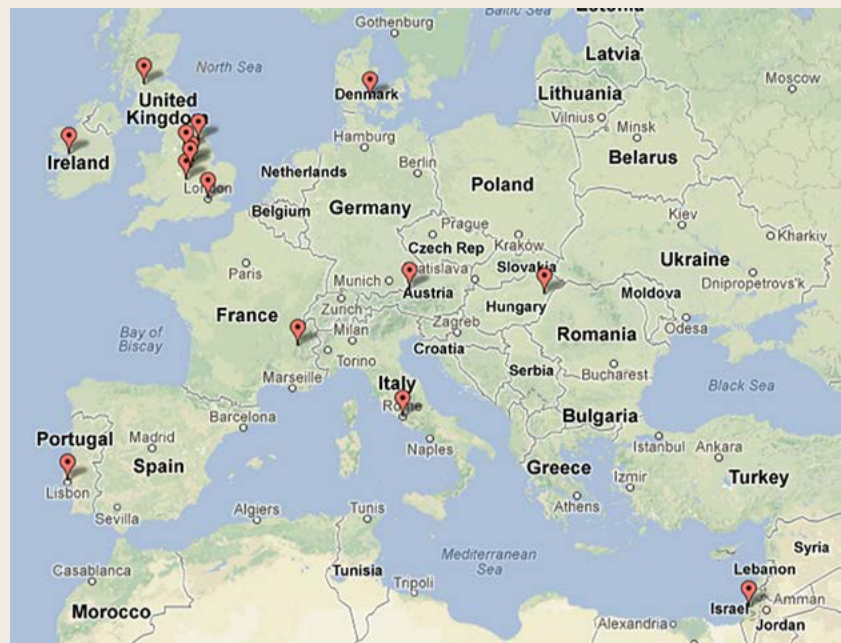 Estonia
Baltic Sea
Gothenburg
Latvia
North Sea
Moscow
Denmark
Lithuania
United
Kingdom
Vilnius
Minsk
Ireland
Hamburg
Belarus
Netherlands
Berlin
London
Poland
Germany
Belgium
Kiev
Prague
Kharkiv
Czech Rep
Kraków
Ukraine
Paris
Slovakia
Munich
Bratislava
Dnipropetrovs'k
Austria
Hungary
Moldova
Zurich
France
Milan
Zagreb
Odesa
Bay of
Biscay
Romania
Croatia
Torino
Serbia
Bucharest
Marseille
Italy
Black Sea
Rome
Barcelona
Bulgaria
Portugal
Madrid
Naples
Istanbul
Ankara
Spain
Greece
Izmir
Turkey
Lisbon
Athens
Sevilla
Algiers
Tunis
Mediterranean
Sea
Syria
Casablanca
Tunisia
Lebanon
Tripoli
Amman
Morocco
Israel
Alexandria
Jordan